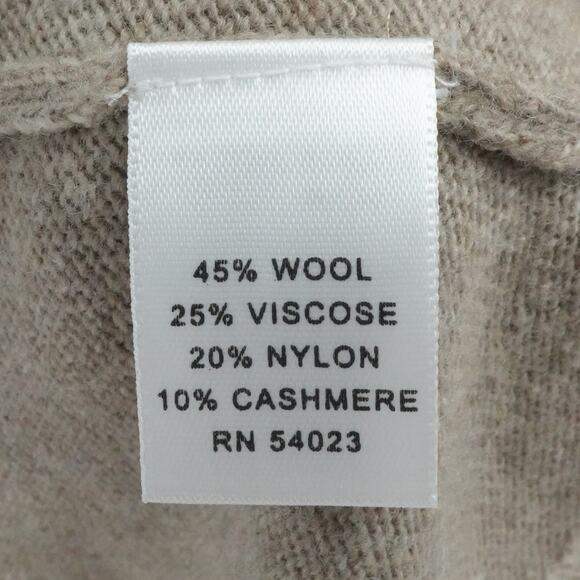 45% WOOL
25% VISCOSE
20% NYLON
10% CASHMERE
RN 54023